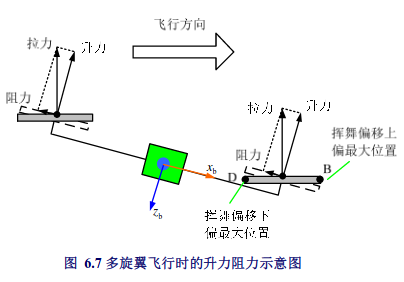 飞行方向
拉力 升力
阻力
拉力 升力
阻力
挥舞偏移上
偏最大位置
D
B
x_b
z_b
挥舞偏移下
偏最大位置
图 6.7 多旋翼飞行时的升力阻力示意图